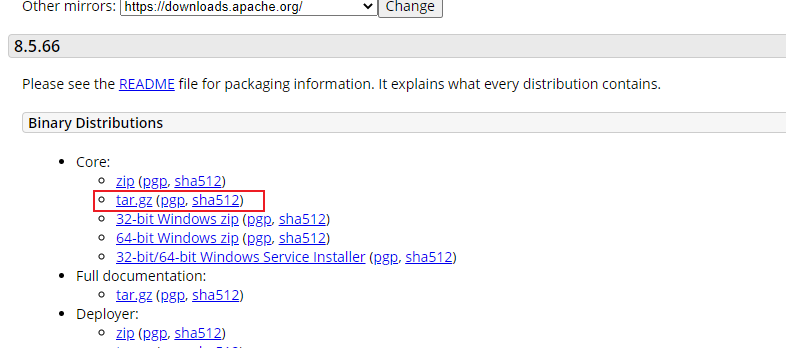 Other mirrors: https://downloads.apache.org/ Change
8.5.66
Please see the README file for packaging information. It explains what every distribution contains.
Binary Distributions
Core:
zip (pgp, sha512)
tar.gz (pgp, sha512)
32-bit Windows zip (pgp, sha512)
64-bit Windows zip (pgp, sha512)
32-bit/64-bit Windows Service Installer (pgp, sha512)
Full documentation:
tar.gz (pgp, sha512)
Deployer:
zip (pgp, sha512)